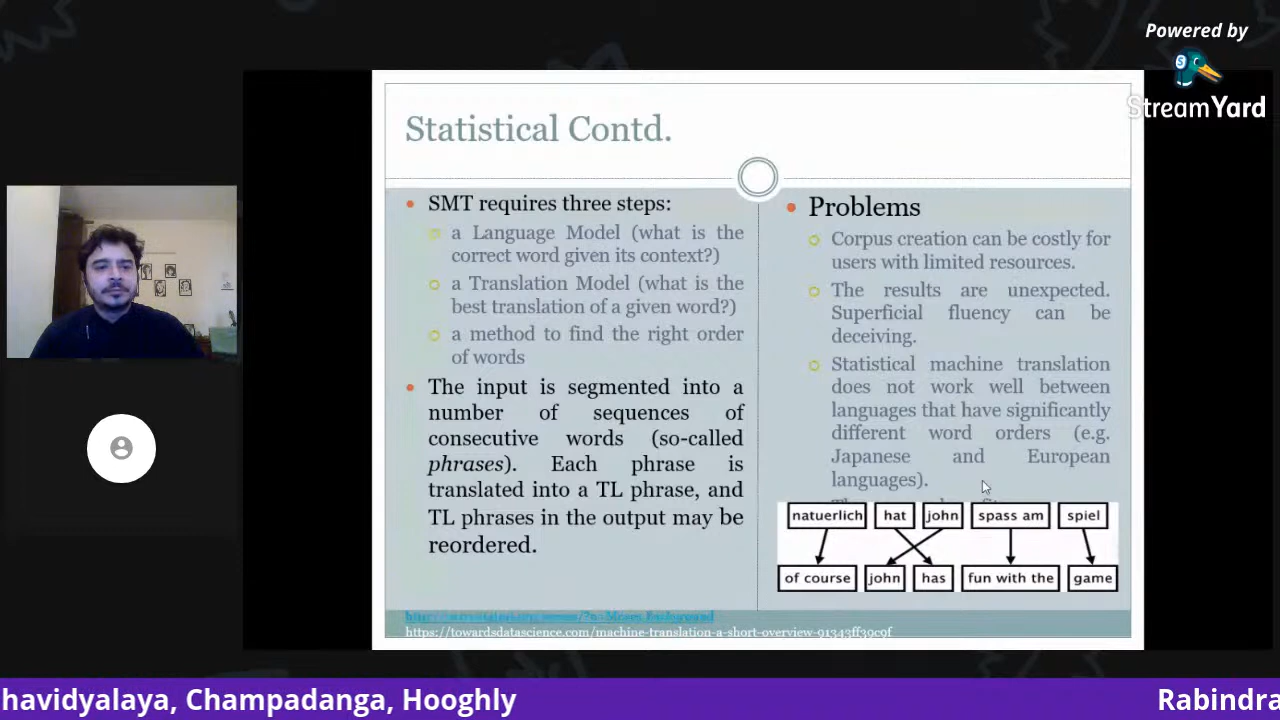 Powered by
StreamYard
Statistical Contd.
SMT requires three steps:
a Language Model (what is the
correct word given its context?)
a Translation Model (what is the
best translation of a given word?)
a method to find the right order
of words
The input is segmented into a
number of sequences of
consecutive words (so-called
phrases). Each phrase is
translated into a TL phrase, and
TL phrases in the output may be
reordered.
Problems
Corpus creation can be costly for
users with limited resources.
The results are unexpected.
Superficial fluency can be
deceiving.
Statistical machine translation
does not work well between
languages that have significantly
different word orders (e.g.
Japanese and European
languages).
natuerlich hat john spass am spiel
of course john has fun with the game
https://towardsdatascience.com/machine-translation-a-short-overview-91343ff39c9f
havidyalaya, Champadanga, Hooghly Rabindra